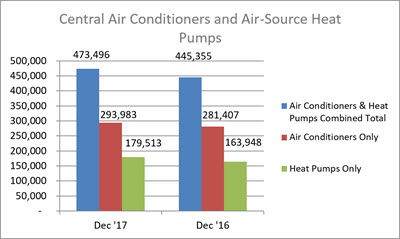 Central Air Conditioners and Air-Source Heat
Pumps
473,496
445,355
500,000
450,000
400,000
350,000
300,000
250,000
200,000
150,000
100,000
50,000
-
293,983
281,407
179,513
163,948
Dec '17
Dec '16
Air Conditioners & Heat
Pumps Combined Total
Air Conditioners Only
Heat Pumps Only